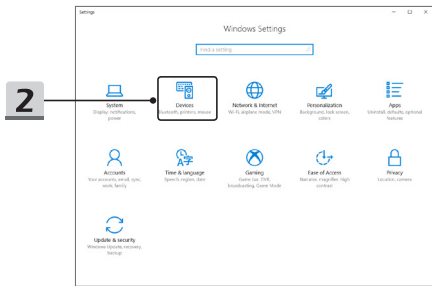 Settings
Windows Settings
Find a setting
2
System
Display, notifications,
power
Devices
Bluetooth, printers, mouse
Network & Internet
Wi-Fi, airplane mode, VPN
Personalization
Background, lock screen,
colors
Apps
Uninstall, defaults, optional
features
Accounts
Your accounts, email, sync,
work, family
Time & language
Speech, region, date
Gaming
Game bar, DVR,
broadcasting, Game Mode
Ease of Access
Narrator, magnifier, high
contrast
Privacy
Location, camera
Update & security
Windows Update, recovery,
backup